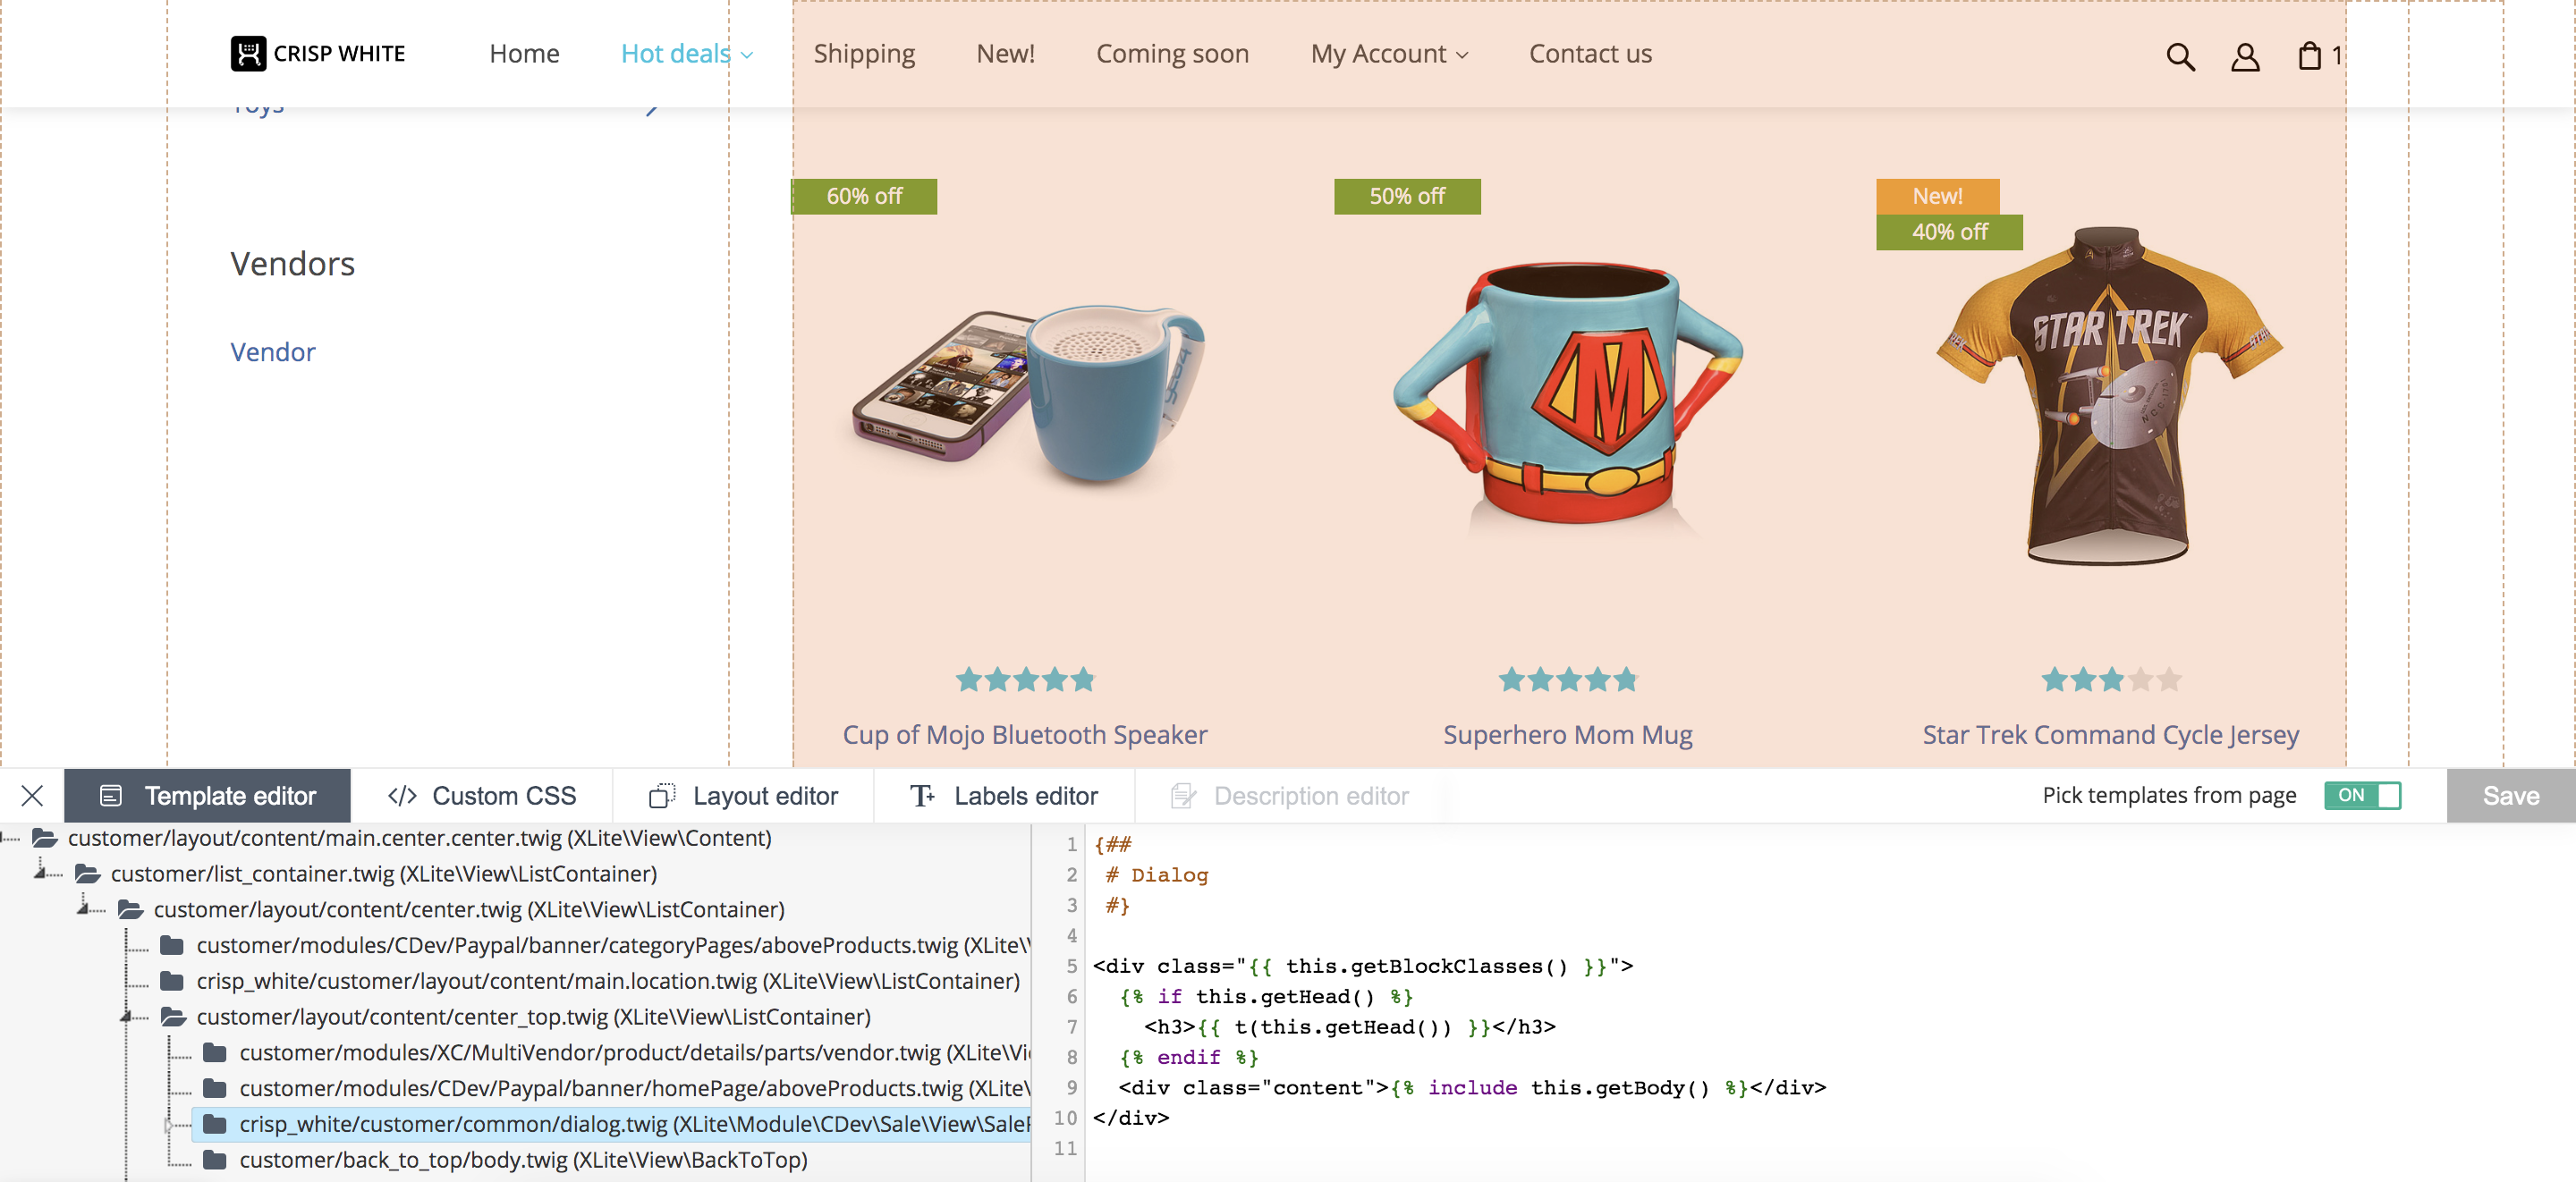 CRISP WHITE Home Hot deals Shipping New! Coming soon My Account Contact us 1
Toys
60% off
50% off
New!
40% off
Vendors
Vendor
STAR TREK
M
NCC-1701
Cup of Mojo Bluetooth Speaker
Superhero Mom Mug
Star Trek Command Cycle Jersey
Template editor </> Custom CSS Layout editor Labels editor Description editor Pick templates from page ON Save
customer/layout/content/main.center.center.twig (XLite\View\Content)
customer/list_container.twig (XLite\View\ListContainer)
customer/layout/content/center.twig (XLite\View\ListContainer)
customer/modules/CDev/Paypal/banner/categoryPages/aboveProducts.twig (XLite\
crisp_white/customer/layout/content/main.location.twig (XLite\View\ListContainer)
customer/layout/content/center_top.twig (XLite\View\ListContainer)
customer/modules/XC/MultiVendor/product/details/parts/vendor.twig (XLite\Vi
customer/modules/CDev/Paypal/banner/homePage/aboveProducts.twig (XLite\
crisp_white/customer/common/dialog.twig (XLite\Module\CDev\Sale\View\Sale
customer/back_to_top/body.twig (XLite\View\BackToTop)
1 {##
2 # Dialog
3 #}
4
5 <div class="{{ this.getBlockClasses() }}">
6 {% if this.getHead() %}
7 <h3>{{ t(this.getHead()) }}</h3>
8 {% endif %}
9 <div class="content">{% include this.getBody() %}</div>
10 </div>
11